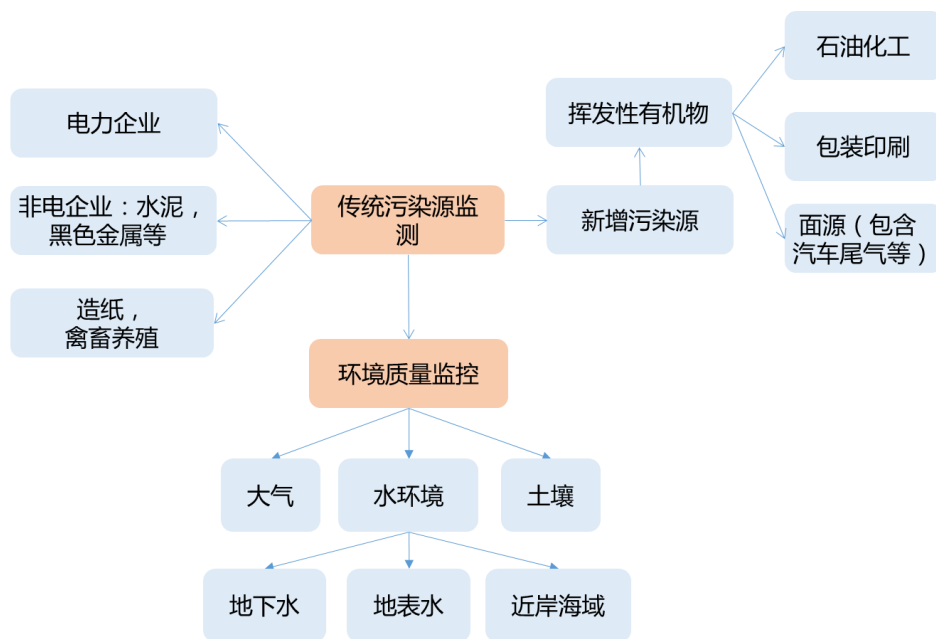 石油化工
电力企业
挥发性有机物
包装印刷
非电企业：水泥，
黑色金属等
传统污染源监
测
新增污染源
面源（包含
汽车尾气等）
造纸，
禽畜养殖
环境质量监控
大气
水环境
土壤
地下水
地表水
近岸海域